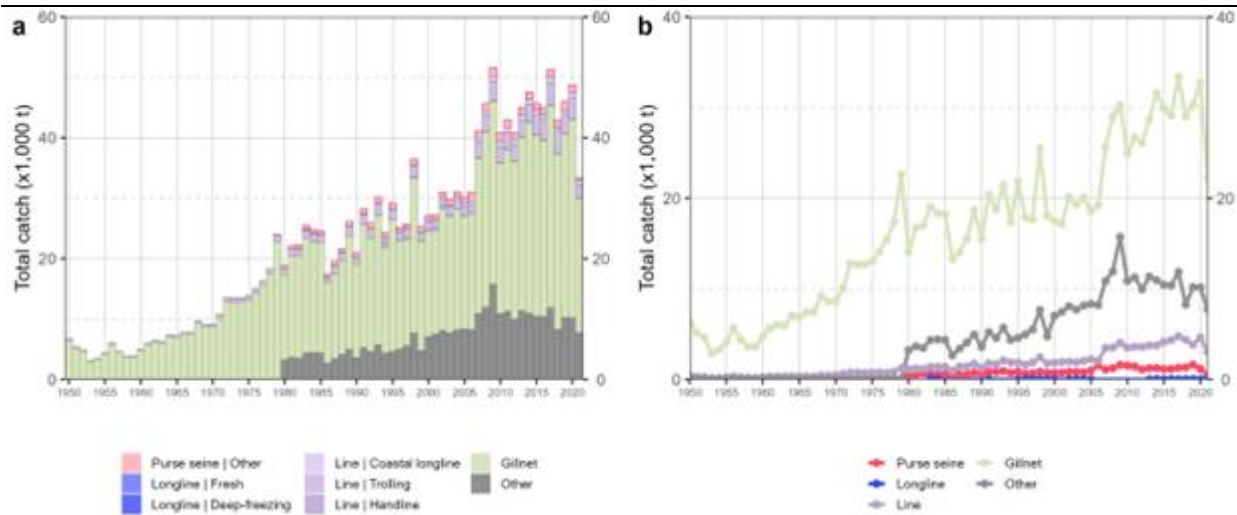 a
b
Total catch (x1,000 t)
60
40
20
0
60
40
20
0
1950 1955 1960 1965 1970 1975 1980 1985 1990 1995 2000 2005 2010 2015 2020
Total catch (x1,000 t)
40
20
0
40
20
0
1950 1955 1960 1965 1970 1975 1980 1985 1990 1995 2000 2005 2010 2015 2020
Purse seine | Other
Longline | Fresh
Longline | Deep-freezing
Line | Coastal longline
Line | Trolling
Line | Handline
Gillnet
Other
Purse seine
Longline
Line
Gillnet
Other